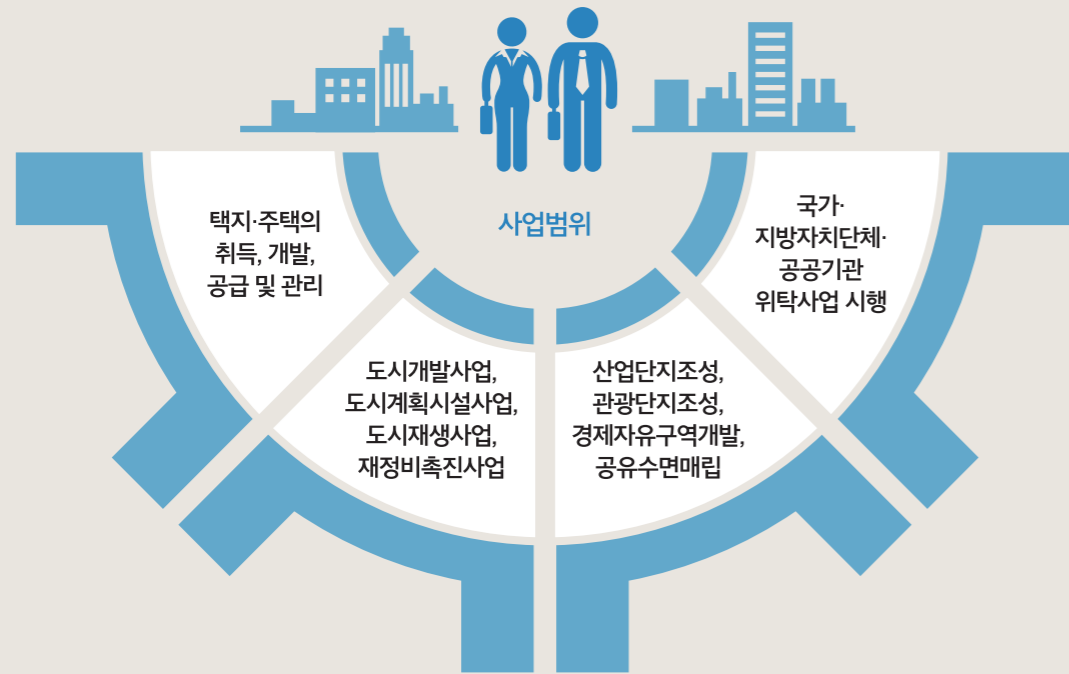 사업범위
택지·주택의
취득, 개발,
공급 및 관리
도시개발사업,
도시계획시설사업,
도시재생사업,
재정비촉진사업
산업단지조성,
관광단지조성,
경제자유구역개발,
공유수면매립
국가·
지방자치단체·
공공기관
위탁사업 시행